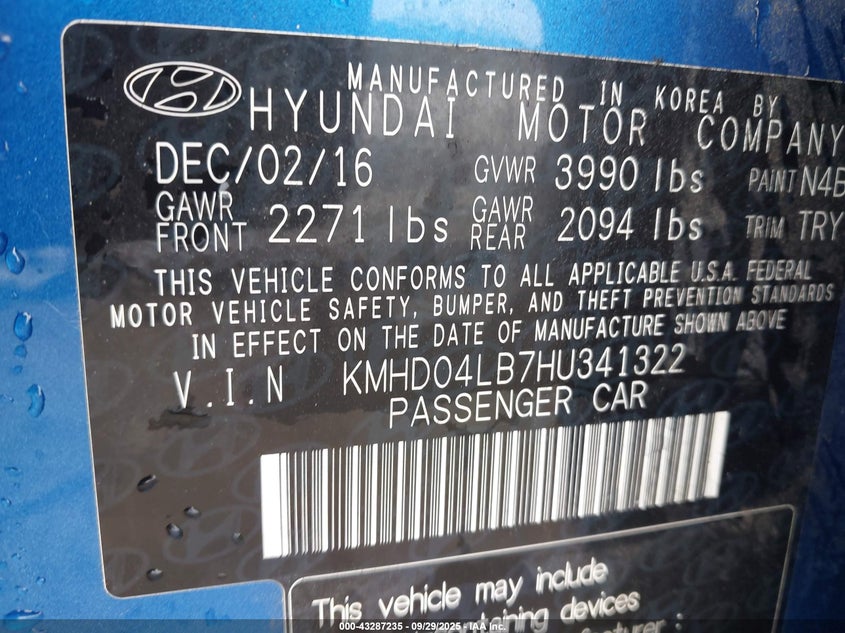 MANUFACTURED IN KOREA BY
HYUNDAI MOTOR COMPANY
DEC/02/16 GVWR 3990 lbs PAINT N4B
GAWR FRONT 2271 lbs GAWR REAR 2094 lbs TRIM TRY
THIS VEHICLE CONFORMS TO ALL APPLICABLE U.S.A. FEDERAL
MOTOR VEHICLE SAFETY, BUMPER, AND THEFT PREVENTION STANDARDS
IN EFFECT ON THE DATE OF MANUFACTURE SHOWN ABOVE
V.I.N KMHD04LB7HU341322
PASSENGER CAR
This vehicle may include
devices
000-43287235 - 09/29/2025 - IAA, Inc.